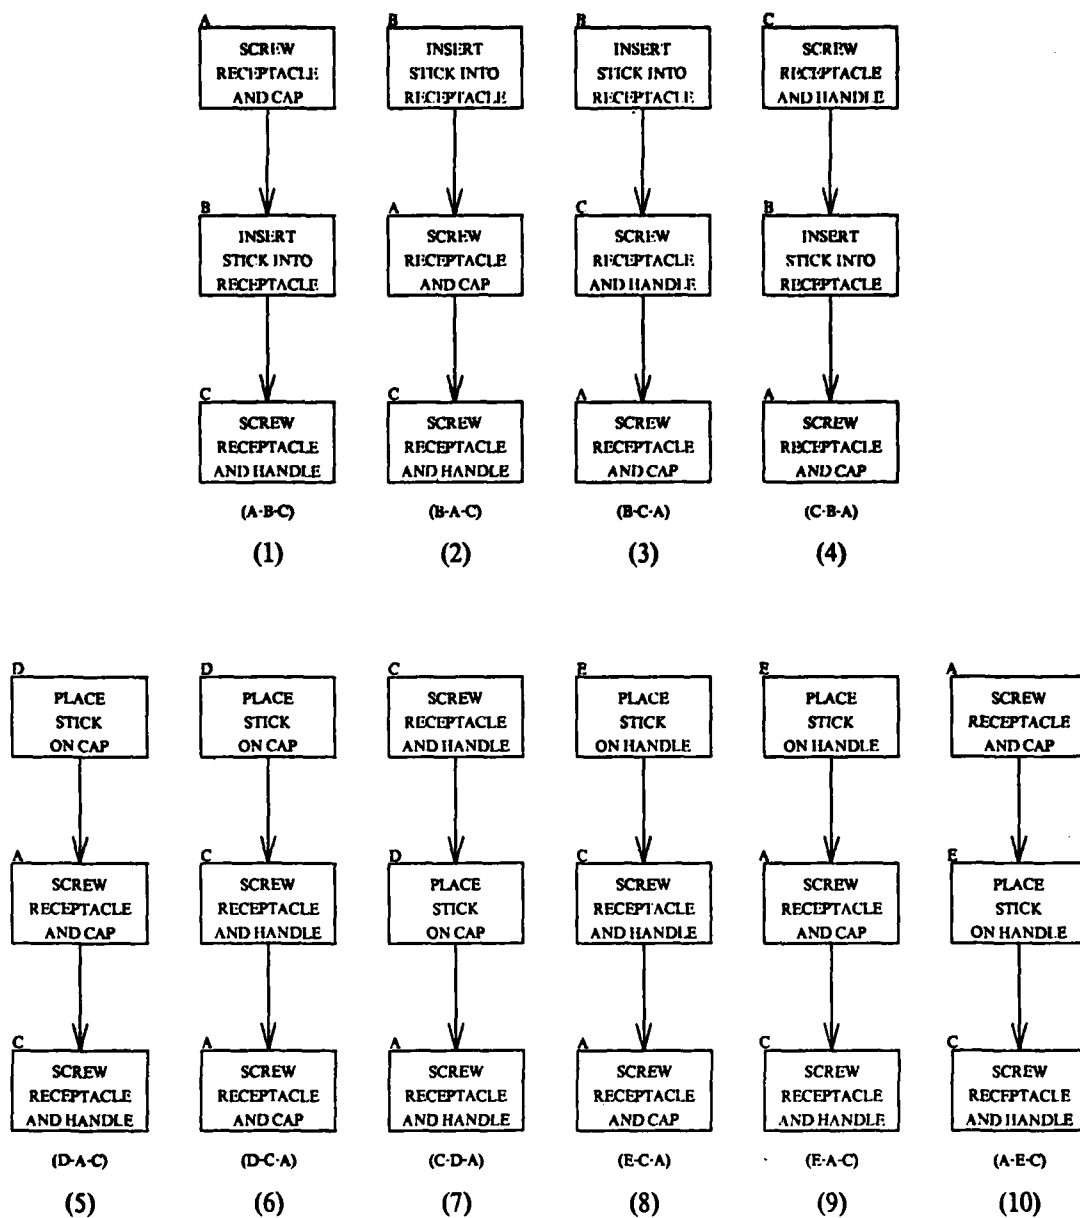 A
SCREW
RECEPTACLE
AND CAP
B
INSERT
STICK INTO
RECEPTACLE
C
SCREW
RECEPTACLE
AND HANDLE
(A-B-C)
(1)
B
INSERT
STICK INTO
RECEPTACLE
A
SCREW
RECEPTACLE
AND CAP
C
SCREW
RECEPTACLE
AND HANDLE
(B-A-C)
(2)
B
INSERT
STICK INTO
RECEPTACLE
C
SCREW
RECEPTACLE
AND HANDLE
A
SCREW
RECEPTACLE
AND CAP
(B-C-A)
(3)
C
SCREW
RECEPTACLE
AND HANDLE
B
INSERT
STICK INTO
RECEPTACLE
A
SCREW
RECEPTACLE
AND CAP
(C-B-A)
(4)
D
PLACE
STICK
ON CAP
A
SCREW
RECEPTACLE
AND CAP
C
SCREW
RECEPTACLE
AND HANDLE
(D-A-C)
(5)
D
PLACE
STICK
ON CAP
C
SCREW
RECEPTACLE
AND HANDLE
A
SCREW
RECEPTACLE
AND CAP
(D-C-A)
(6)
C
SCREW
RECEPTACLE
AND HANDLE
D
PLACE
STICK
ON CAP
A
SCREW
RECEPTACLE
AND HANDLE
(C-D-A)
(7)
E
PLACE
STICK
ON HANDLE
C
SCREW
RECEPTACLE
AND HANDLE
A
SCREW
RECEPTACLE
AND CAP
(E-C-A)
(8)
E
PLACE
STICK
ON HANDLE
A
SCREW
RECEPTACLE
AND CAP
C
SCREW
RECEPTACLE
AND HANDLE
(E-A-C)
(9)
A
SCREW
RECEPTACLE
AND CAP
E
PLACE
STICK
ON HANDLE
C
SCREW
RECEPTACLE
AND HANDLE
(A-E-C)
(10)